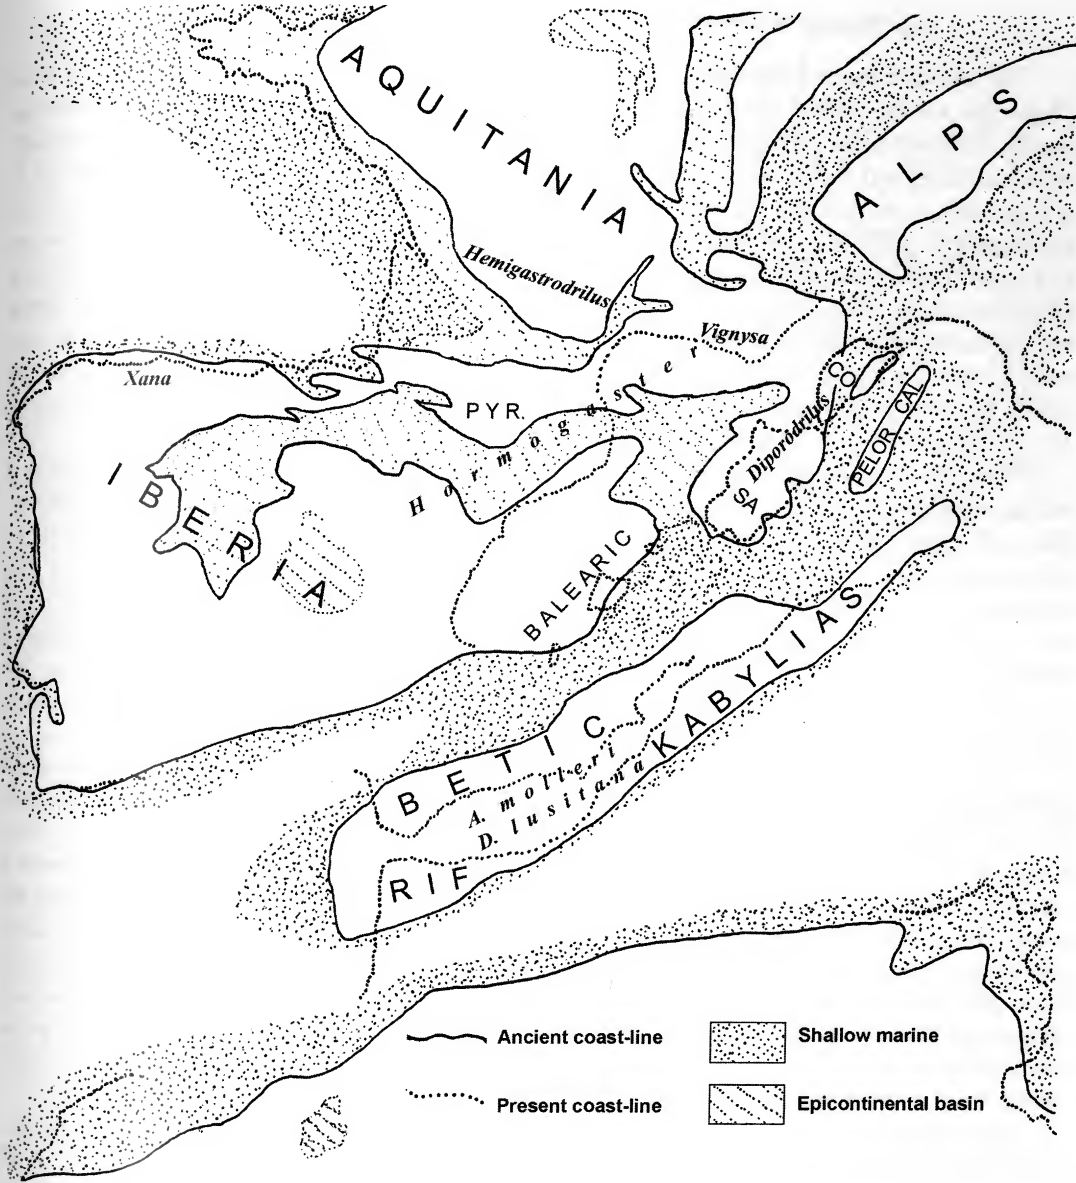 AQUITANIA
ALPS
Hemigastrodrilus
Vignysa
Xana
CO
PYR.
Hormogaster
Diporodrilus
PELOR CAL
SA
IBERIA
BALEARIC
KABYLIAS
BETIC
A. molleri
D. lusitana
RIF
Ancient coast-line
Shallow marine
Present coast-line
Epicontinental basin